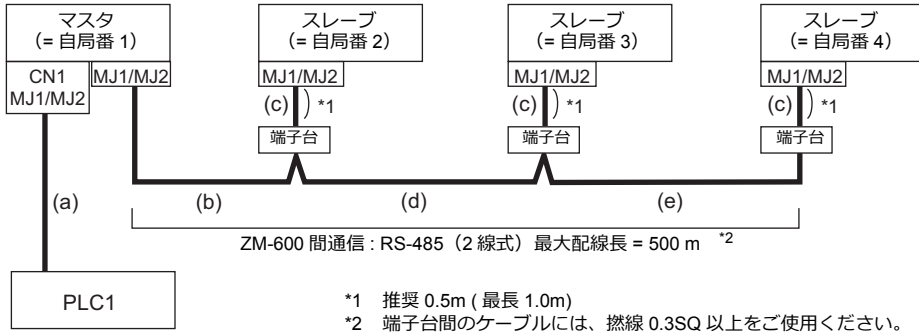 マスタ
(= 自局番 1)
スレーブ
(= 自局番 2)
スレーブ
(= 自局番 3)
スレーブ
(= 自局番 4)
CN1
MJ1/MJ2
MJ1/MJ2
MJ1/MJ2
MJ1/MJ2
MJ1/MJ2
(c) *1
(c) *1
(c) *1
端子台
端子台
端子台
(a)
(b)
(d)
(e)
ZM-600 間通信 : RS-485（2 線式）最大配線長 = 500 m *2
PLC1
*1 推奨 0.5m ( 最長 1.0m)
*2 端子台間のケーブルには、撚線 0.3SQ 以上をご使用ください。